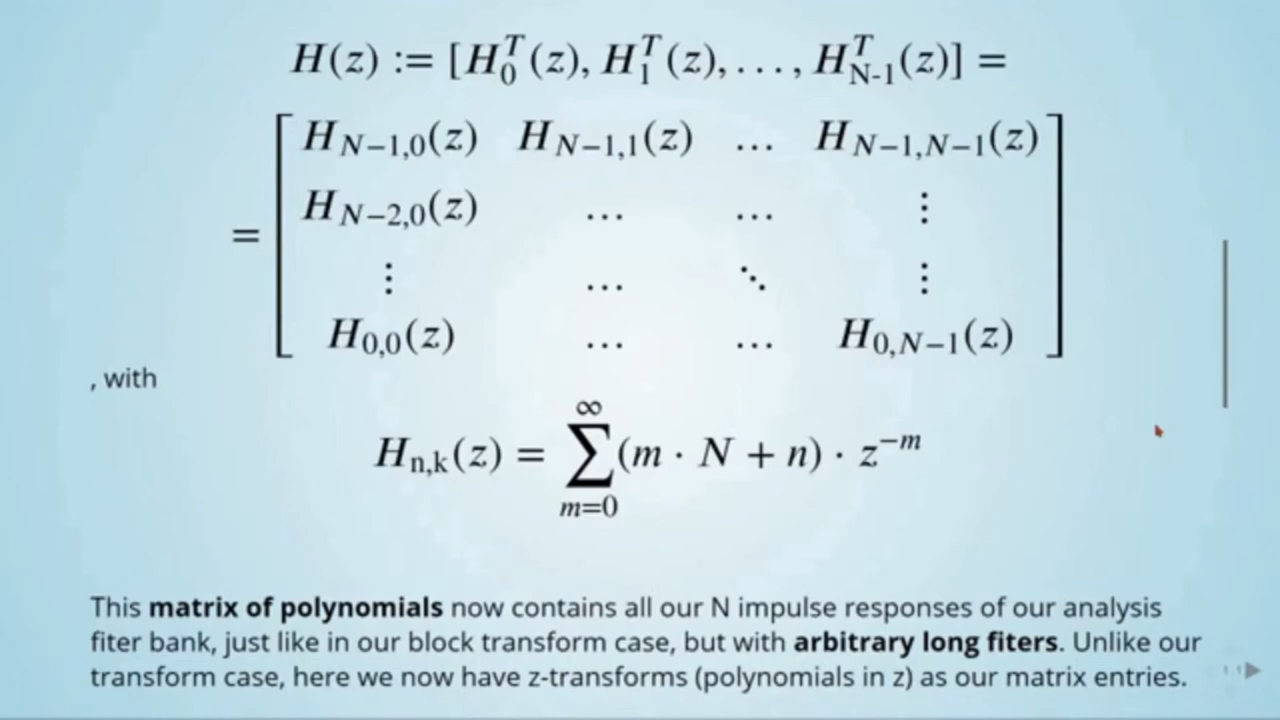 H(z) := [H_0^T(z), H_1^T(z), . . . , H_{N-1}^T(z)] =
= [ H_{N−1,0}(z) H_{N−1,1}(z) … H_{N−1,N−1}(z)
H_{N−2,0}(z) … … ⋮
⋮ … ⋱ ⋮
H_{0,0}(z) … … H_{0,N−1}(z) ]
, with
H_{n,k}(z) = ∑_{m=0}^{∞} (m · N + n) · z^{−m}
This matrix of polynomials now contains all our N impulse responses of our analysis
fiter bank, just like in our block transform case, but with arbitrary long fiters. Unlike our
transform case, here we now have z-transforms (polynomials in z) as our matrix entries.